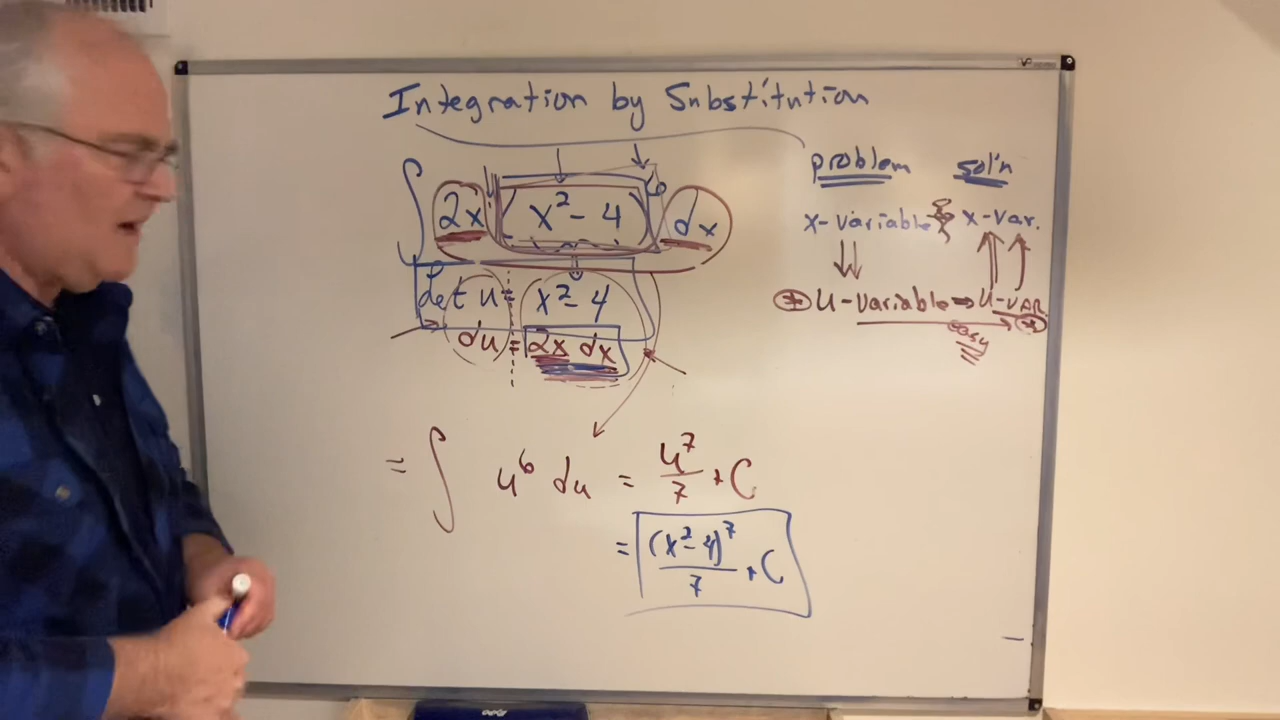 Integration by Substitution
∫ 2x (x² - 4)⁶ dx
Let u = x² - 4
du = 2x dx
= ∫ u⁶ du = u⁷/7 + C
= (x² - 4)⁷/7 + C
problem sol'n
x-variable x-var.
* u-variable ⇒ u-var. *
easy